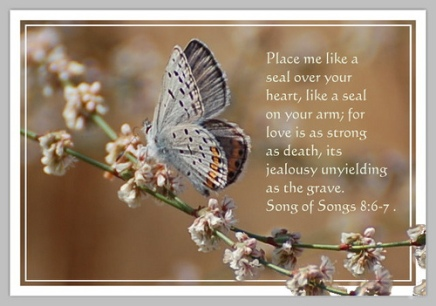 Place me like a
seal over your
heart, like a seal
on your arm; for
love is as strong
as death, its
jealousy unyielding
as the grave.
Song of Songs 8:6-7 .